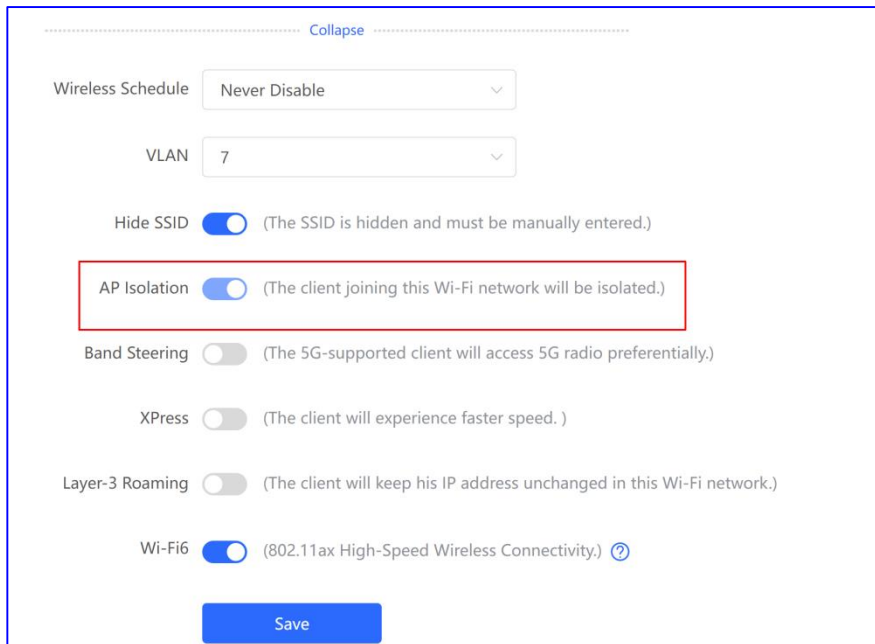 Collapse
Wireless Schedule Never Disable
VLAN 7
Hide SSID (The SSID is hidden and must be manually entered.)
AP Isolation (The client joining this Wi-Fi network will be isolated.)
Band Steering (The 5G-supported client will access 5G radio preferentially.)
XPress (The client will experience faster speed. )
Layer-3 Roaming (The client will keep his IP address unchanged in this Wi-Fi network.)
Wi-Fi6 (802.11ax High-Speed Wireless Connectivity.) ?
Save